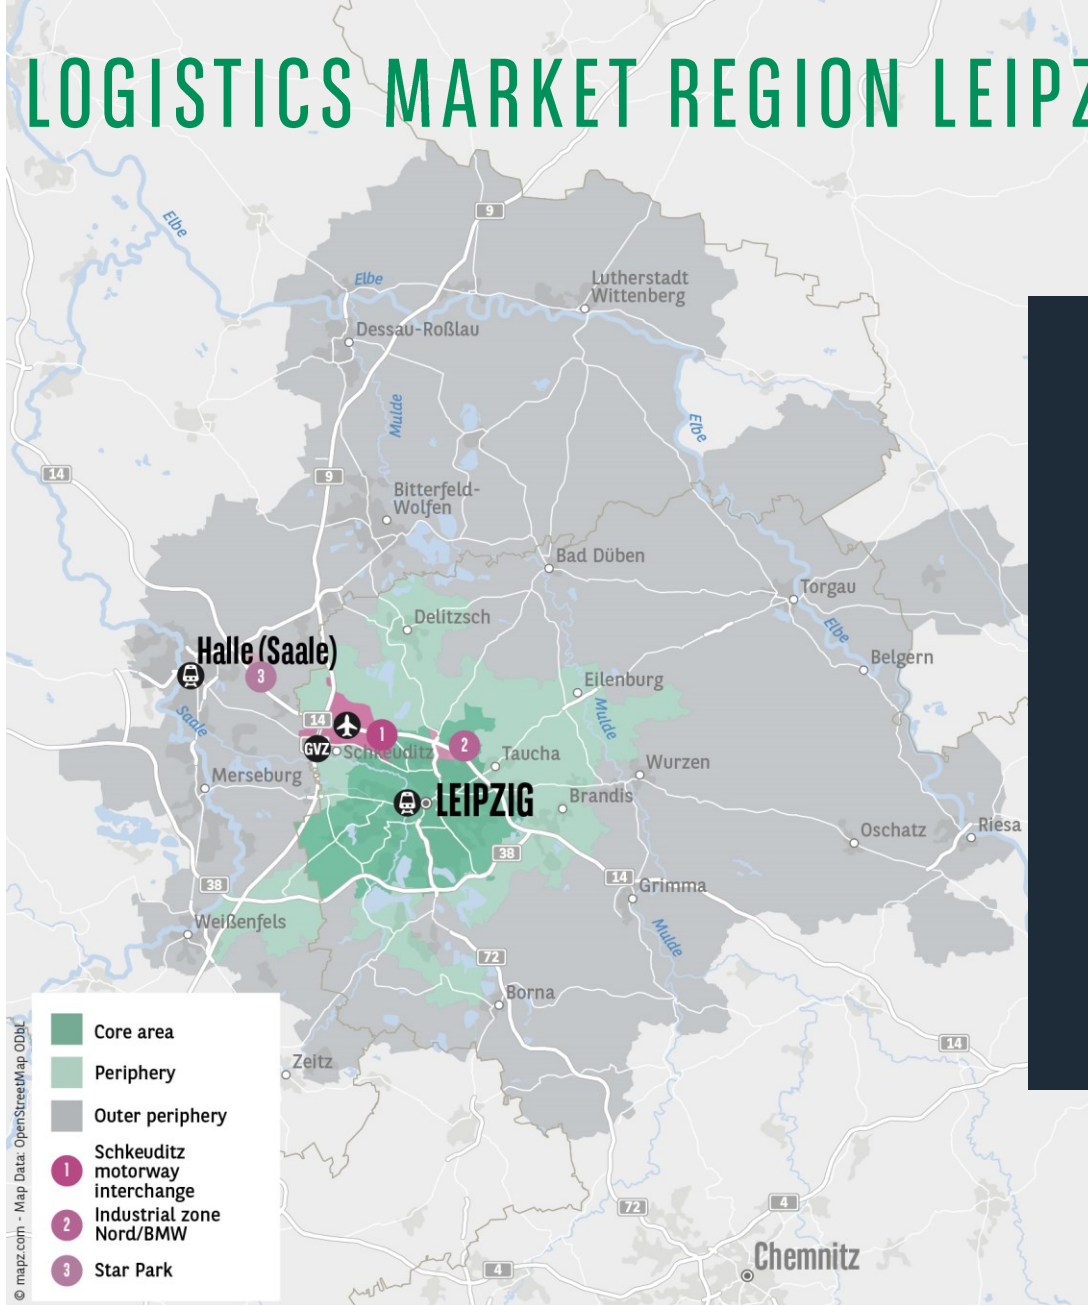 LOGISTICS MARKET REGION LEIPZ
9
Elbe
Elbe
Lutherstadt
Wittenberg
Dessau-Roßlau
Mulde
Elbe
14
9
Bitterfeld-
Wolfen
Bad Düben
Torgau
Delitzsch
Elbe
Halle (Saale)
3
Belgern
Eilenburg
Saale
14
1
2
Mulde
GVZ
Schkeuditz
Taucha
Wurzen
Merseburg
LEIPZIG
Brandis
Riesa
Oschatz
38
38
14
Grimma
Weißenfels
Mulde
72
Borna
14
Zeitz
Core area
Periphery
Outer periphery
1
Schkeuditz
motorway
interchange
2
Industrial zone
Nord/BMW
3
Star Park
72
4
Chemnitz
4
© mapz.com - Map Data: OpenStreetMap ODbL